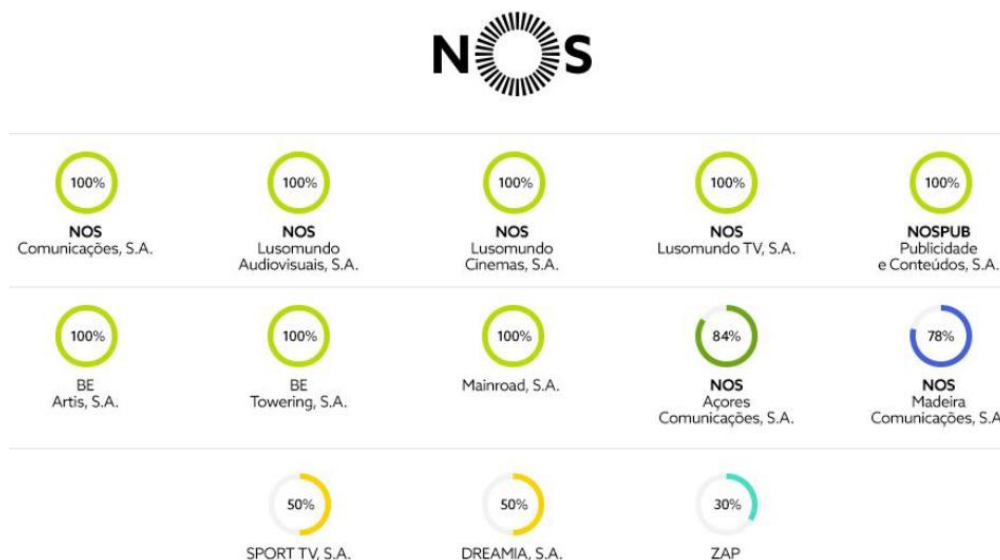 NOS
100%
100%
100%
100%
100%
NOS
Comunicações, S.A.
NOS
Lusomundo
Audiovisuais, S.A.
NOS
Lusomundo
Cinemas, S.A.
NOS
Lusomundo TV, S.A.
NOSPUB
Publicidade
e Conteúdos, S.A.
100%
100%
100%
84%
78%
BE
Artis, S.A.
BE
Towering, S.A.
Mainroad, S.A.
NOS
Açores
Comunicações, S.A.
NOS
Madeira
Comunicações, S.A
50%
50%
30%
SPORT TV, S.A.
DREAMIA, S.A.
ZAP